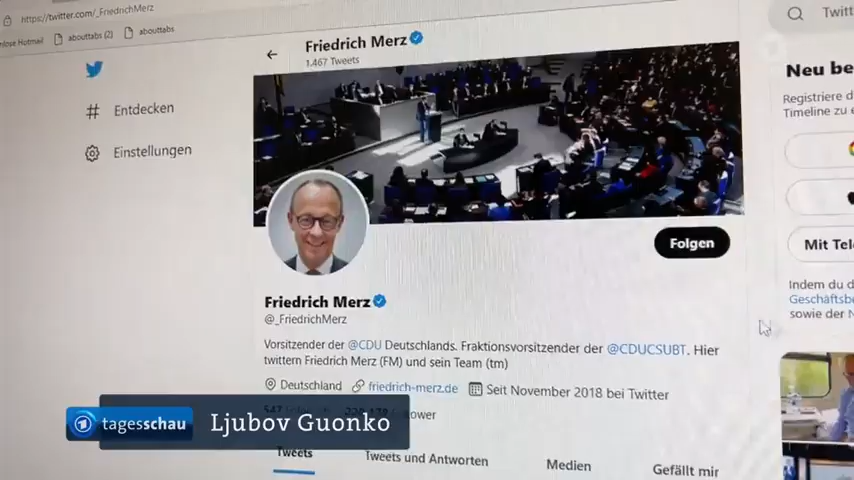 https://twitter.com/_FriedrichMerz
nlose Hotmail
abouttabs (2)
abouttabs
Friedrich Merz
1.467 Tweets
Entdecken
Einstellungen
Folgen
Friedrich Merz
@_FriedrichMerz
Vorsitzender der @CDU Deutschlands. Fraktionsvorsitzender der @CDUCSUBT. Hier
twittern Friedrich Merz (FM) und sein Team (tm)
Deutschland
friedrich-merz.de
Seit November 2018 bei Twitter
ower
Tweets
Tweets und Antworten
Medien
Gefällt mir
Twitt
Neu be
Registriere d
Timeline zu e
Mit Tel
Indem du d
Geschäftsbe
sowie der N
tagesschau
Ljubov Guonko